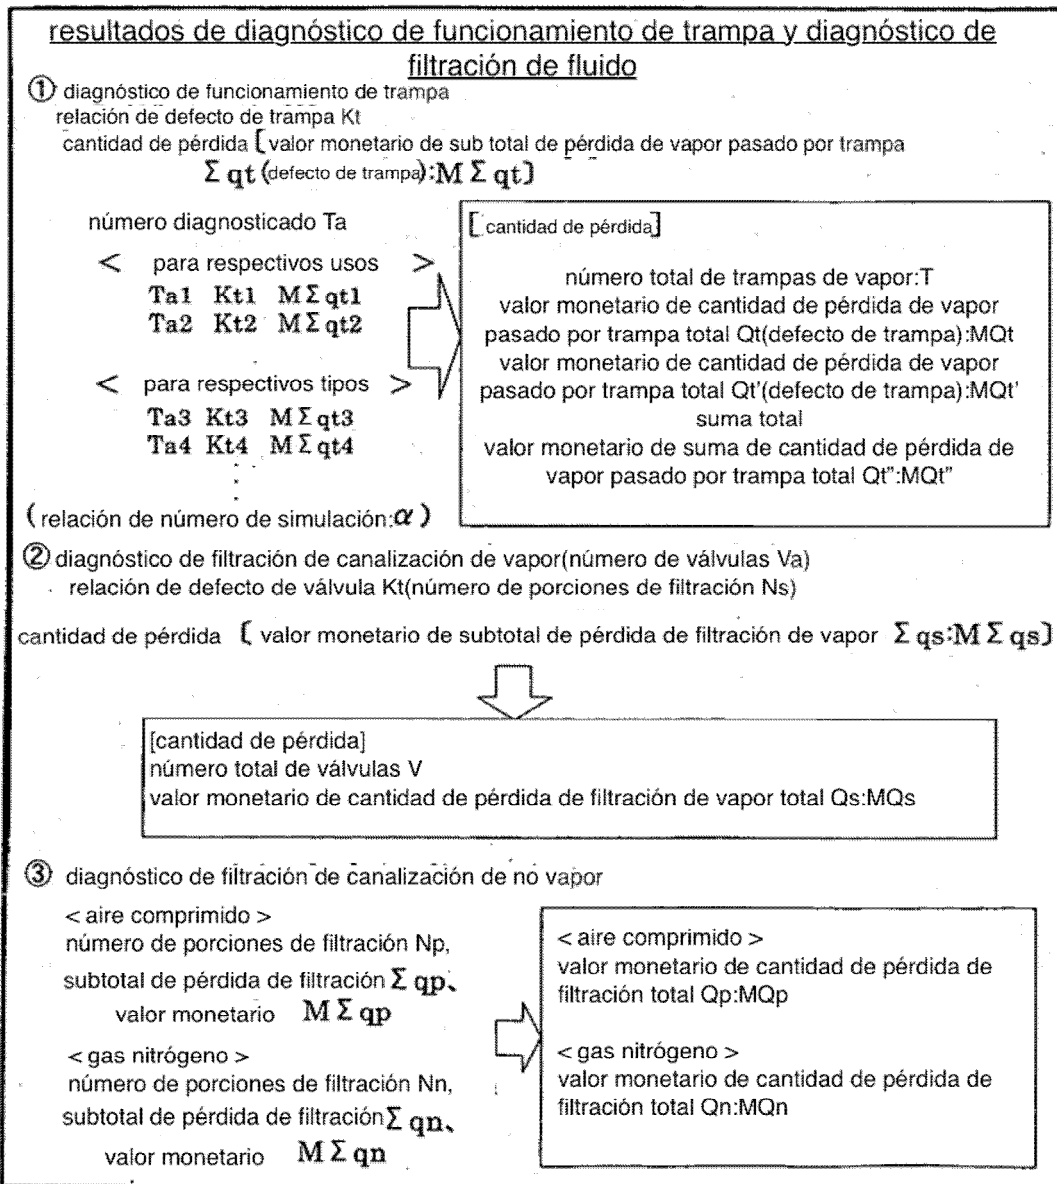 resultados de diagnóstico de funcionamiento de trampa y diagnóstico de
filtración de fluido
① diagnóstico de funcionamiento de trampa
relación de defecto de trampa Kt
cantidad de pérdida [valor monetario de sub total de pérdida de vapor pasado por trampa
Σ qt (defecto de trampa):M Σ qt]
número diagnosticado Ta
< para respectivos usos >
Ta1 Kt1 M Σ qt1
Ta2 Kt2 M Σ qt2
< para respectivos tipos >
Ta3 Kt3 M Σ qt3
Ta4 Kt4 M Σ qt4
:
(relación de número de simulación:α)
[cantidad de pérdida]
número total de trampas de vapor:T
valor monetario de cantidad de pérdida de vapor
pasado por trampa total Qt(defecto de trampa):MQt
valor monetario de cantidad de pérdida de vapor
pasado por trampa total Qt'(defecto de trampa):MQt'
suma total
valor monetario de suma de cantidad de pérdida de
vapor pasado por trampa total Qt":MQt"
② diagnóstico de filtración de canalización de vapor(número de válvulas Va)
relación de defecto de válvula Kt(número de porciones de filtración Ns)
cantidad de pérdida [ valor monetario de subtotal de pérdida de filtración de vapor Σ qs:M Σ qs]
[cantidad de pérdida]
número total de válvulas V
valor monetario de cantidad de pérdida de filtración de vapor total Qs:MQs
③ diagnóstico de filtración de canalización de no vapor
< aire comprimido >
número de porciones de filtración Np,
subtotal de pérdida de filtración Σ qp、
valor monetario M Σ qp
< gas nitrógeno >
número de porciones de filtración Nn,
subtotal de pérdida de filtración Σ qn、
valor monetario M Σ qn
< aire comprimido >
valor monetario de cantidad de pérdida de
filtración total Qp:MQp
< gas nitrógeno >
valor monetario de cantidad de pérdida de
filtración total Qn:MQn